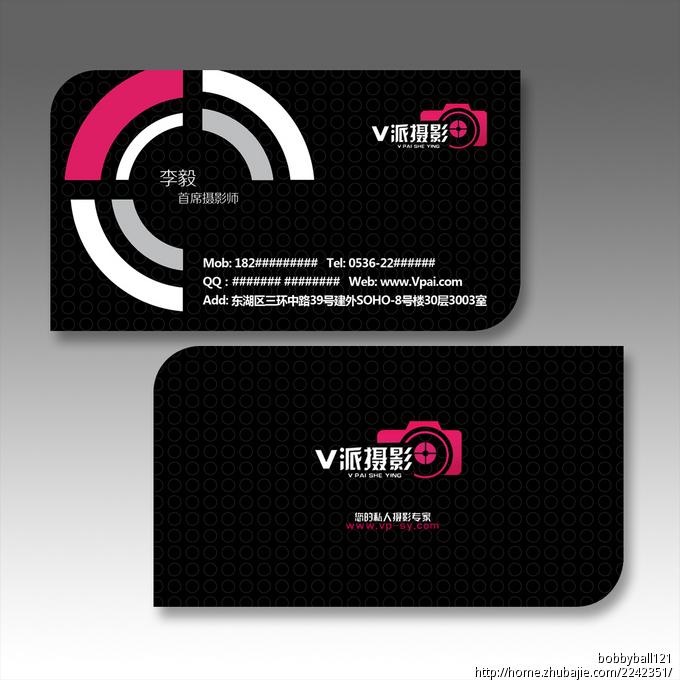 V派摄影
V PAI SHE YING
李毅
首席摄影师
Mob: 182######### Tel: 0536-22######
QQ : ####### ######## Web: www.Vpai.com
Add: 东湖区三环中路39号建外SOHO-8号楼30层3003室
V派摄影
V PAI SHE YING
您的私人摄影专家
www.vp-sy.com
bobbyball121
http://home.zhubajie.com/2242351/